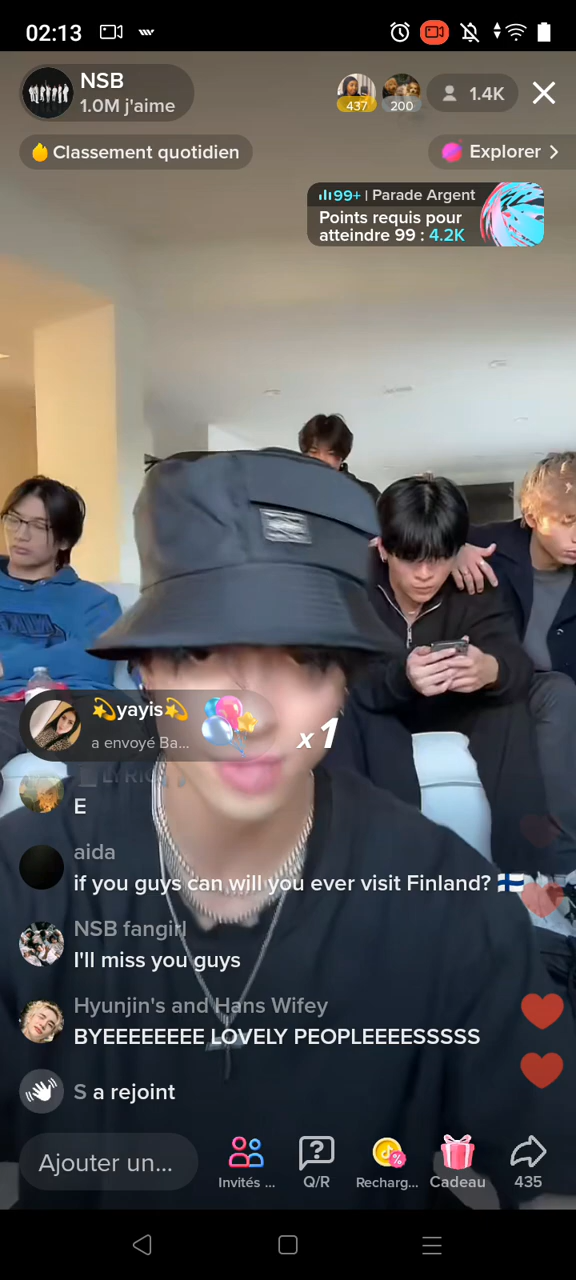 02:13
NSB
1.0M j'aime
437
200
1.4K
Classement quotidien
Explorer
99+ | Parade Argent
Points requis pour
atteindre 99 : 4.2K
💫yayis💫
a envoyé Ba...
x1
LYRICS
E
aida
if you guys can will you ever visit Finland? 🇫🇮
NSB fangirl
I'll miss you guys
Hyunjin's and Hans Wifey
BYEEEEEEEE LOVELY PEOPLEEEESSSSS
S a rejoint
Ajouter un...
Invités ...
Q/R
Recharg...
Cadeau
435